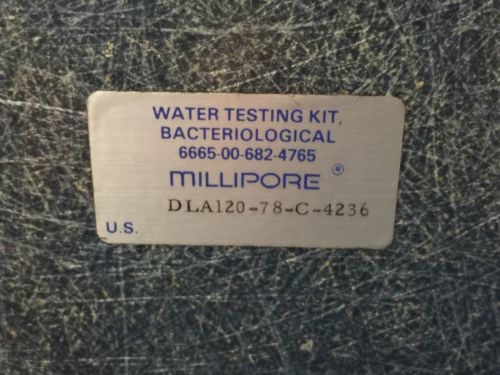 WATER TESTING KIT,
BACTERIOLOGICAL
6665-00-682-4765
MILLIPORE ®
DLA120-78-C-4236
U.S.